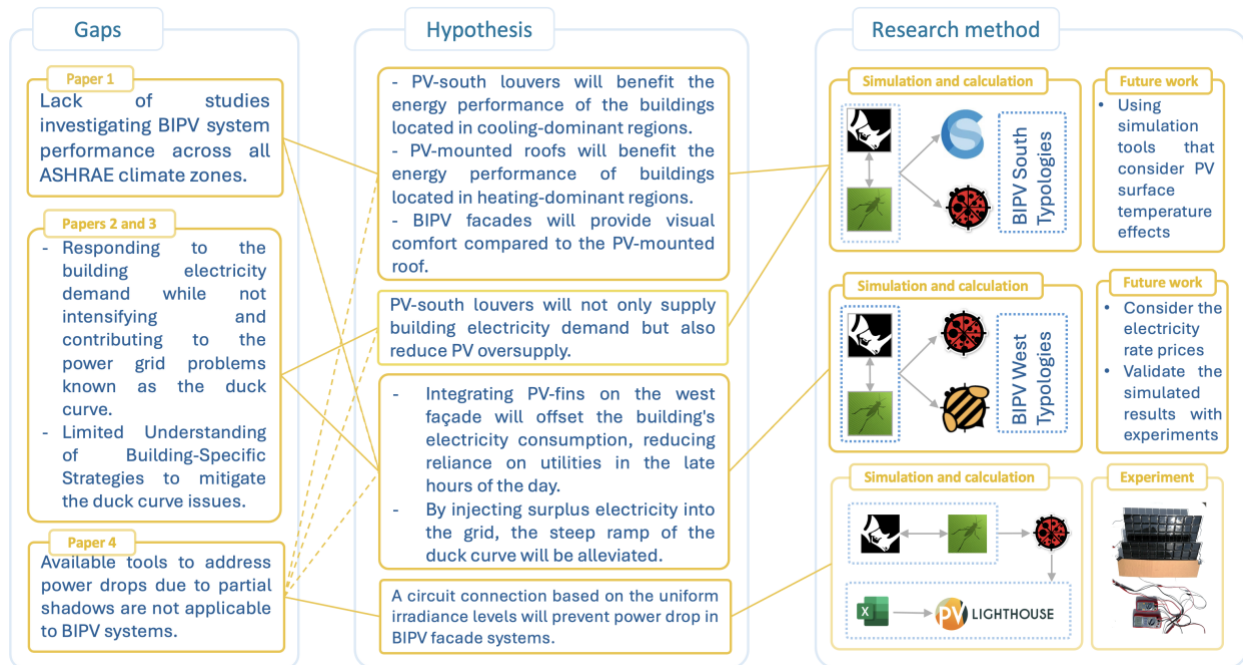 Gaps
Paper 1
Lack of studies
investigating BIPV system
performance across all
ASHRAE climate zones.
Papers 2 and 3
- Responding to the
building electricity
demand while not
intensifying and
contributing to the
power grid problems
known as the duck
curve.
- Limited Understanding
of Building-Specific
Strategies to mitigate
the duck curve issues.
Paper 4
Available tools to address
power drops due to partial
shadows are not applicable
to BIPV systems.
Hypothesis
- PV-south louvers will benefit the
energy performance of the buildings
located in cooling-dominant regions.
- PV-mounted roofs will benefit the
energy performance of buildings
located in heating-dominant regions.
- BIPV facades will provide visual
comfort compared to the PV-mounted
roof.
PV-south louvers will not only supply
building electricity demand but also
reduce PV oversupply.
- Integrating PV-fins on the west
façade will offset the building's
electricity consumption, reducing
reliance on utilities in the late
hours of the day.
- By injecting surplus electricity into
the grid, the steep ramp of the
duck curve will be alleviated.
A circuit connection based on the uniform
irradiance levels will prevent power drop in
BIPV facade systems.
Research method
Simulation and calculation
BIPV South
Typologies
Future work
• Using
simulation
tools that
consider PV
surface
temperature
effects
Simulation and calculation
BIPV West
Typologies
Future work
• Consider the
electricity
rate prices
• Validate the
simulated
results with
experiments
Simulation and calculation
X
PV LIGHTHOUSE
Experiment